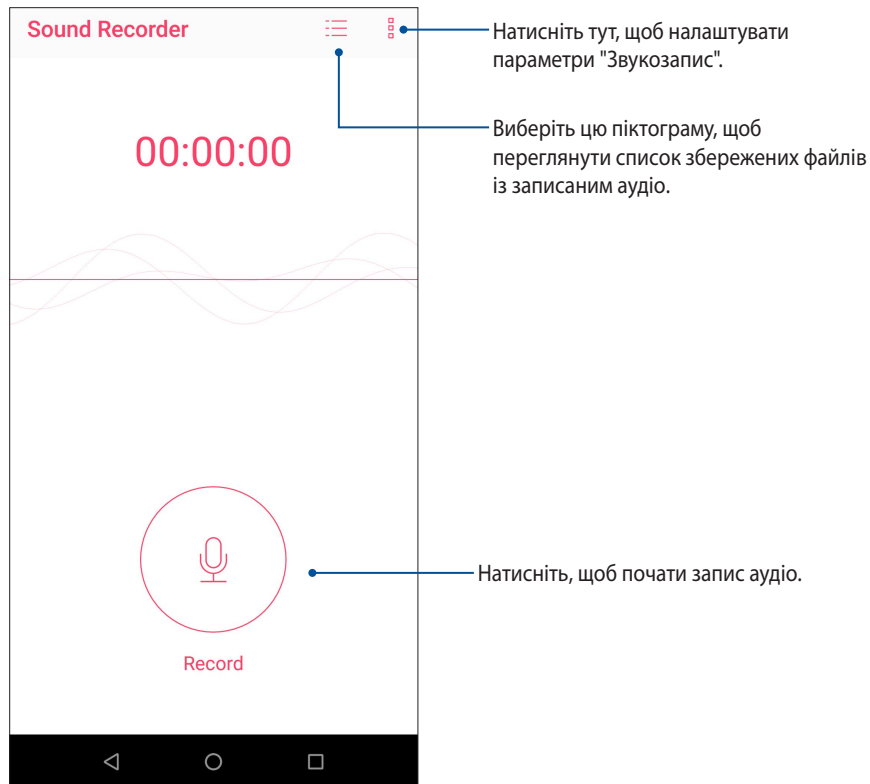 Sound Recorder
Натисніть тут, щоб налаштувати
параметри "Звукозапис".
Виберіть цю піктограму, щоб
переглянути список збережених файлів
із записаним аудіо.
00:00:00
Натисніть, щоб почати запис аудіо.
Record